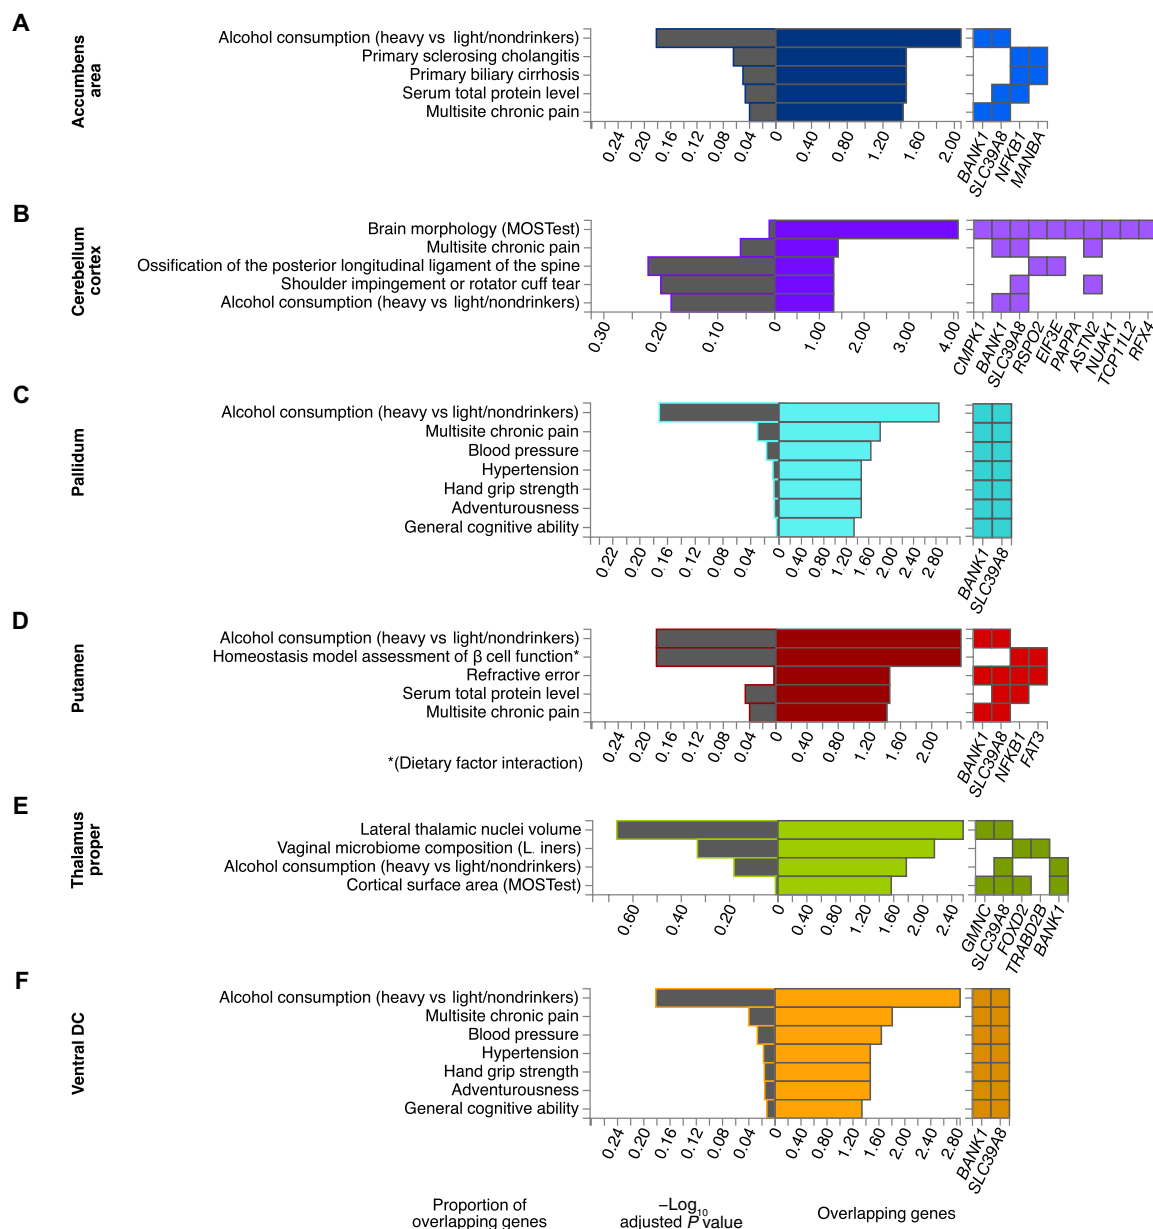 A
Accumbens
area
Alcohol consumption (heavy vs light/nondrinkers)
Primary sclerosing cholangitis
Primary biliary cirrhosis
Serum total protein level
Multisite chronic pain
0.24 0.20 0.16 0.12 0.08 0.04 0 0.40 0.80 1.20 1.60 2.00
BANK1 SLC39A8 NFKB1 MANBA
B
Cerebellum
cortex
Brain morphology (MOSTest)
Multisite chronic pain
Ossification of the posterior longitudinal ligament of the spine
Shoulder impingement or rotator cuff tear
Alcohol consumption (heavy vs light/nondrinkers)
0.30 0.20 0.10 0 1.00 2.00 3.00 4.00
CMPK1 BANK1 SLC39A8 RSPO2 EIF3E PAPPA ASTN2 NUAK1 TCP11L2 RFX4
C
Pallidum
Alcohol consumption (heavy vs light/nondrinkers)
Multisite chronic pain
Blood pressure
Hypertension
Hand grip strength
Adventurousness
General cognitive ability
0.22 0.20 0.16 0.12 0.08 0.04 0 0.40 0.80 1.20 1.60 2.00 2.40 2.80
BANK1 SLC39A8
D
Putamen
Alcohol consumption (heavy vs light/nondrinkers)
Homeostasis model assessment of β cell function*
Refractive error
Serum total protein level
Multisite chronic pain
*(Dietary factor interaction)
0.24 0.20 0.16 0.12 0.08 0.04 0 0.40 0.80 1.20 1.60 2.00
BANK1 SLC39A8 NFKB1 FAT3
E
Thalamus
proper
Lateral thalamic nuclei volume
Vaginal microbiome composition (L. iners)
Alcohol consumption (heavy vs light/nondrinkers)
Cortical surface area (MOSTest)
0.60 0.40 0.20 0 0.40 0.80 1.20 1.60 2.00 2.40
GMNC SLC39A8 FOXD2 TRABD2B BANK1
F
Ventral DC
Alcohol consumption (heavy vs light/nondrinkers)
Multisite chronic pain
Blood pressure
Hypertension
Hand grip strength
Adventurousness
General cognitive ability
0.24 0.20 0.16 0.12 0.08 0.04 0 0.40 0.80 1.20 1.60 2.00 2.40 2.80
BANK1 SLC39A8
Proportion of
overlapping genes
−Log10
adjusted P value
Overlapping genes